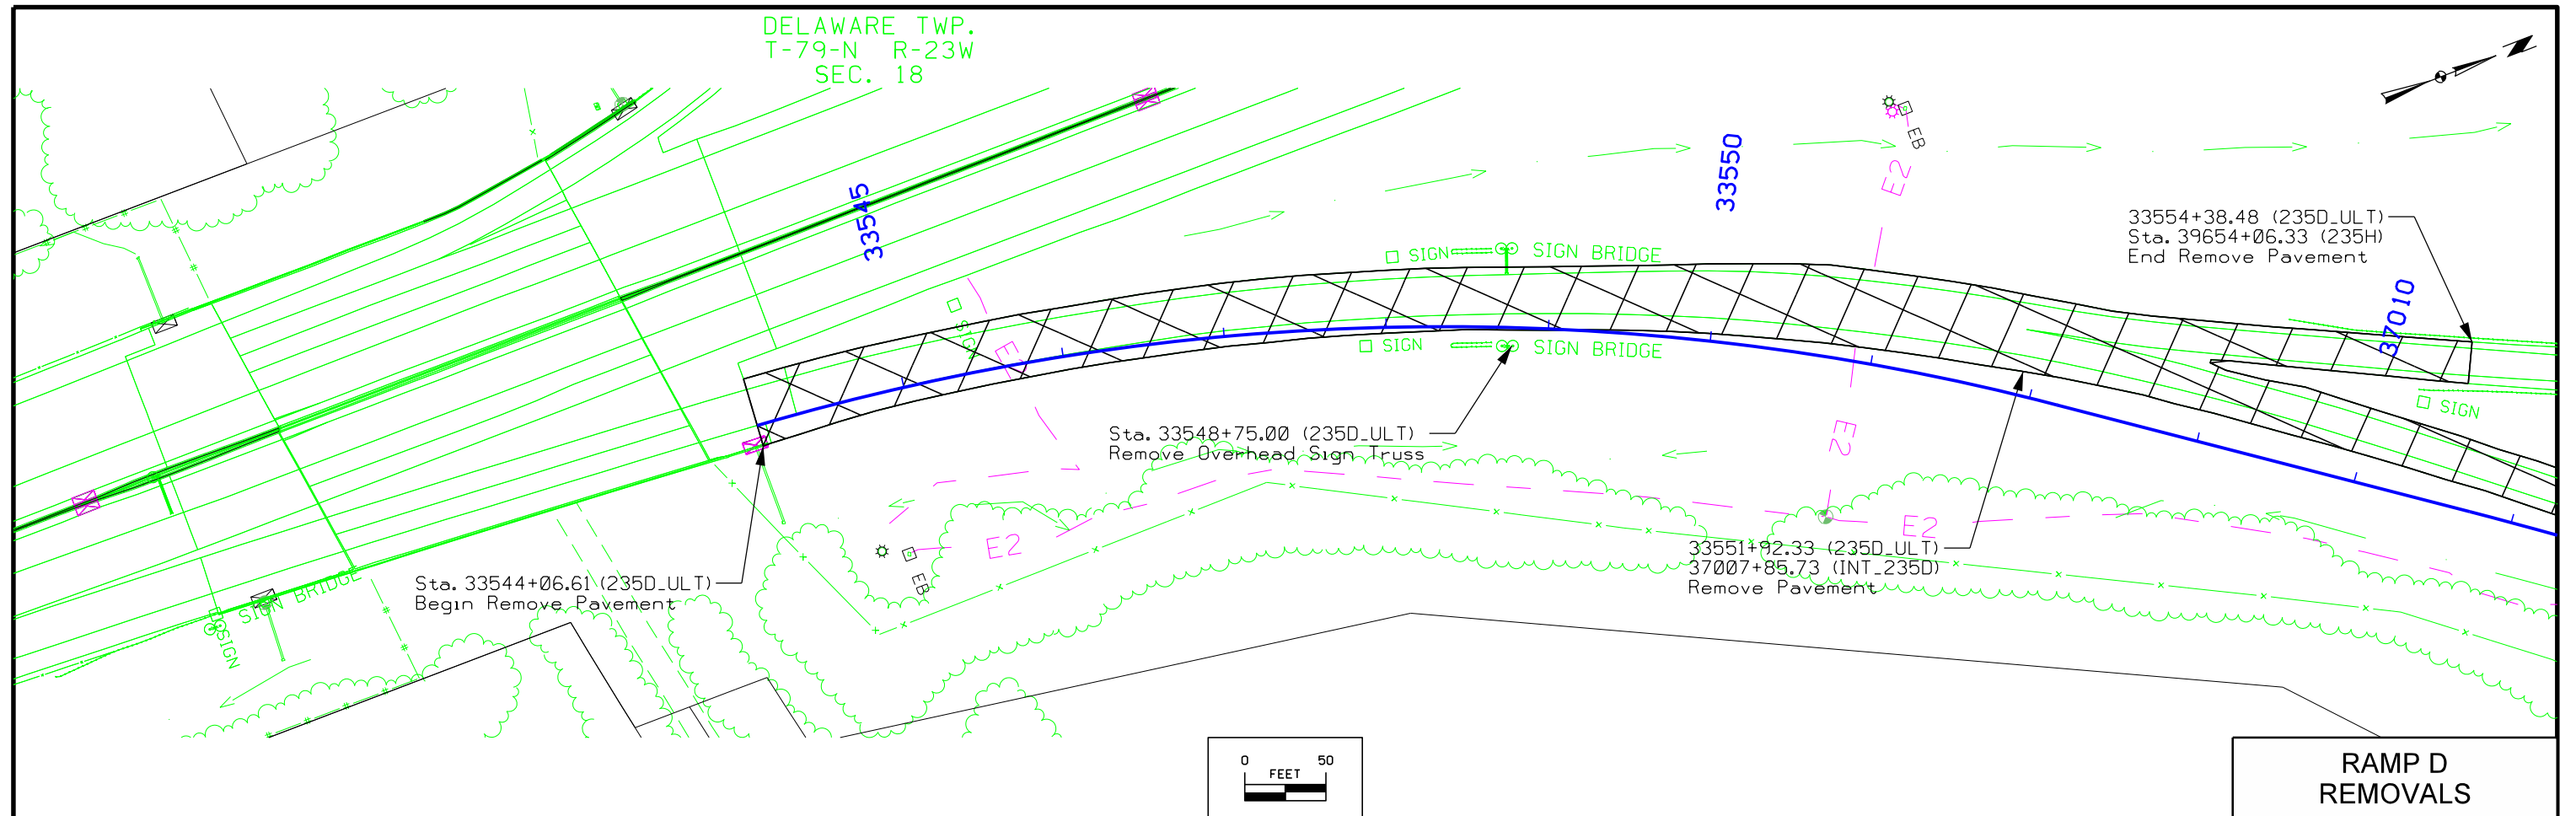 DELAWARE TWP.
T-79-N R-23W
SEC. 18
33545
33550
37010
E2
EB
SIGN
SIGN BRIDGE
SIGN
SIGN BRIDGE
SIGN
33554+38.48 (235D_ULT)
Sta. 39654+06.33 (235H)
End Remove Pavement
SIGN
Sta. 33548+75.00 (235D_ULT)
Remove Overhead Sign Truss
E2
E2
E2
EB
33551+92.33 (235D_ULT)
37007+85.73 (INT_235D)
Remove Pavement
Sta. 33544+06.61 (235D_ULT)
Begin Remove Pavement
SIGN BRIDGE
SIGN
0 50
FEET
RAMP D
REMOVALS